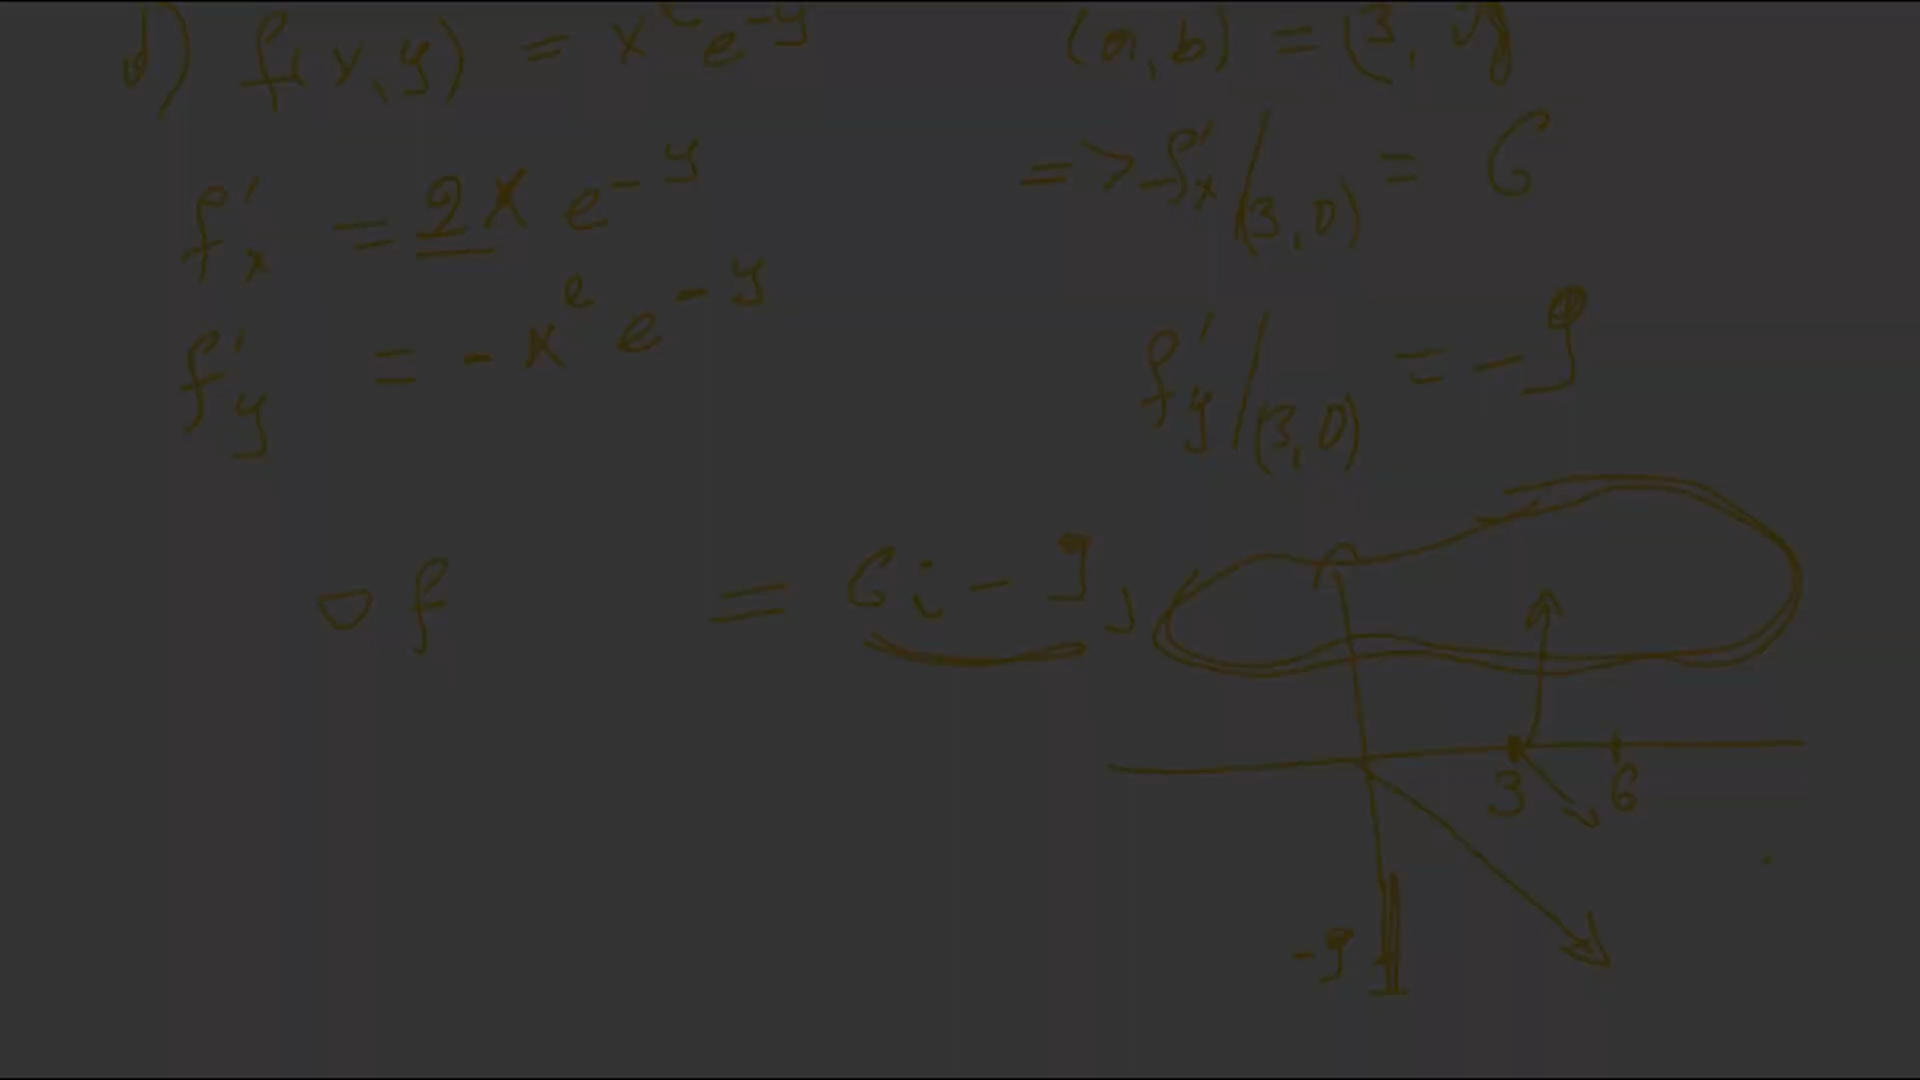 d) f(x,y) = x²e^-y (a,b) = (3, 0)
f'x = 2x e^-y => f'x |(3,0) = 6
f'y = -x² e^-y f'y |(3,0) = -9
∇f = 6i - 9j
3 6
-9